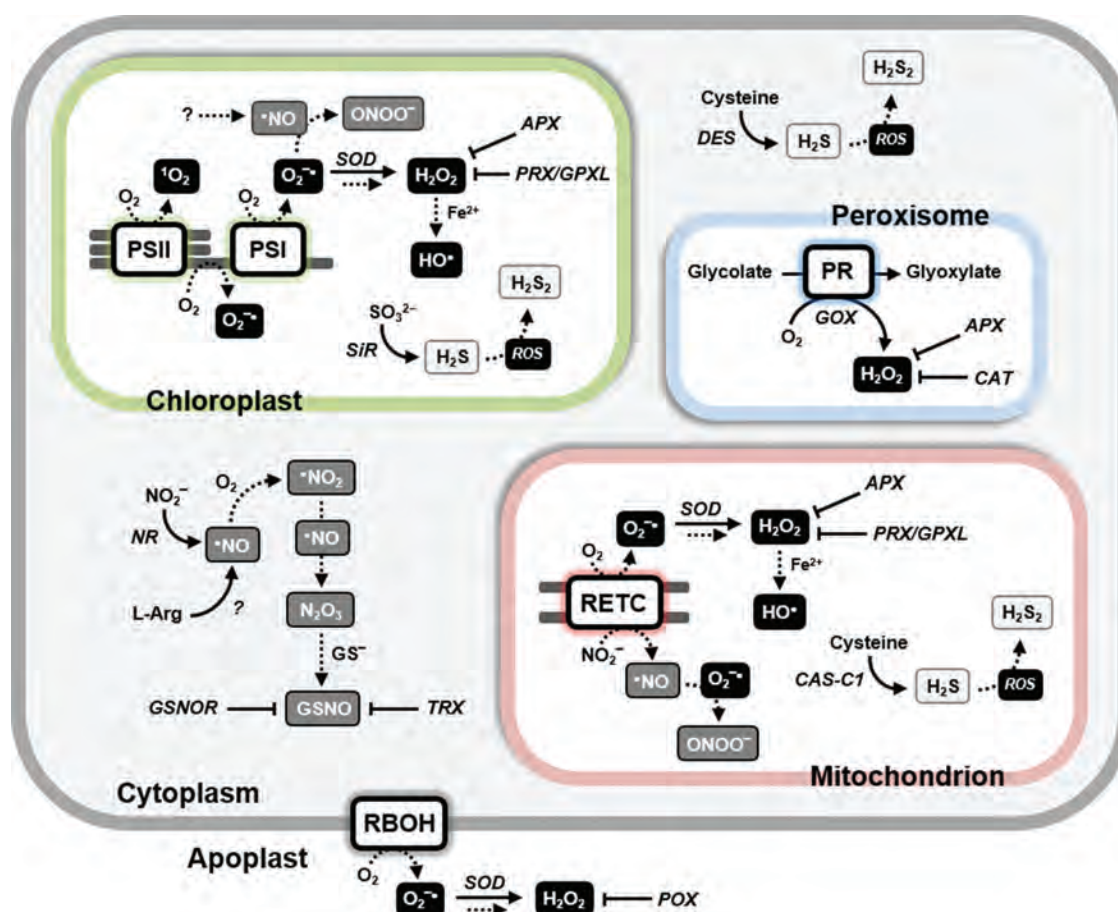 ? •NO ONOO⁻
¹O₂ O₂⁻• SOD H₂O₂ APX
PRX/GPXL
O₂ O₂ Fe²⁺
PSII PSI HO•
O₂ O₂⁻•
H₂S₂
SO₃²⁻
SiR H₂S ROS
Chloroplast
H₂S₂
Cysteine
DES H₂S ROS
Peroxisome
Glycolate PR Glyoxylate
O₂ GOX APX
H₂O₂ CAT
O₂ •NO₂
NO₂⁻
NR •NO •NO
L-Arg ? N₂O₃
GS⁻
GSNOR GSNO TRX
Cytoplasm
APX
O₂⁻• SOD H₂O₂
PRX/GPXL
O₂ Fe²⁺
RETC HO•
NO₂⁻ H₂S₂
Cysteine
•NO O₂⁻• CAS-C1 H₂S ROS
ONOO⁻
Mitochondrion
RBOH
Apoplast
O₂ O₂⁻• SOD H₂O₂ POX